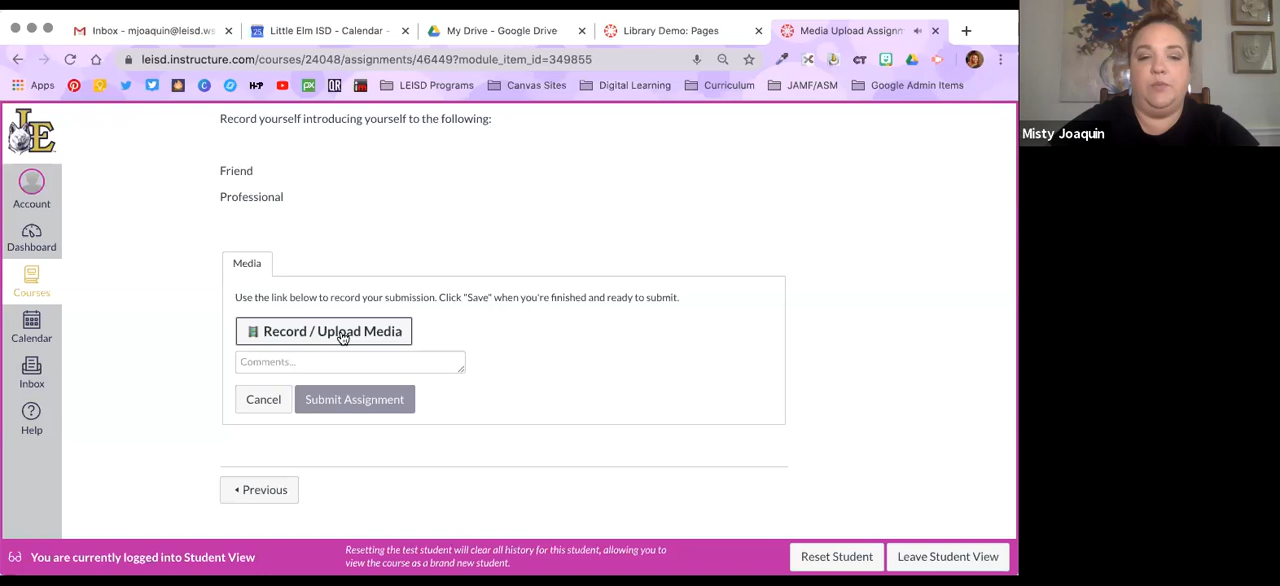 Inbox - mjoaquin@leisd.ws
Little Elm ISD - Calendar -
My Drive - Google Drive
Library Demo: Pages
Media Upload Assignm
leisd.instructure.com/courses/24048/assignments/46449?module_item_id=349855
Apps
LEISD Programs
Canvas Sites
Digital Learning
Curriculum
JAMF/ASM
Google Admin Items
LE
Account
Dashboard
Courses
Calendar
Inbox
Help
Record yourself introducing yourself to the following:
Friend
Professional
Media
Use the link below to record your submission. Click "Save" when you're finished and ready to submit.
Record / Upload Media
Comments...
Cancel
Submit Assignment
Previous
You are currently logged into Student View
Resetting the test student will clear all history for this student, allowing you to
view the course as a brand new student.
Reset Student
Leave Student View
Misty Joaquin